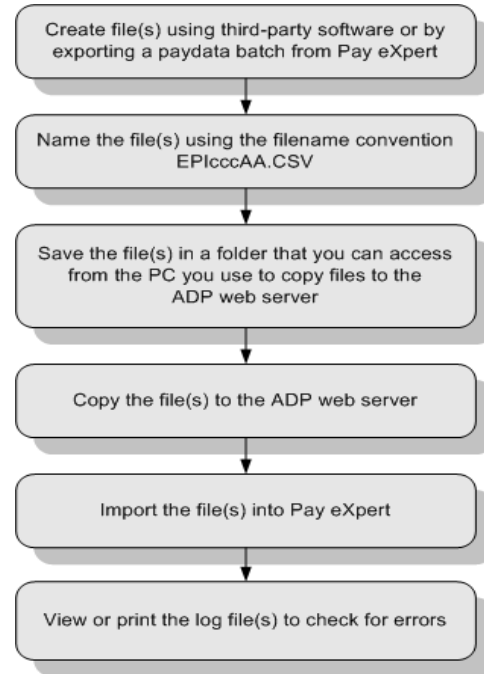 Create file(s) using third-party software or by
exporting a paydata batch from Pay eXpert
Name the file(s) using the filename convention
EPIcccAA.CSV
Save the file(s) in a folder that you can access
from the PC you use to copy files to the
ADP web server
Copy the file(s) to the ADP web server
Import the file(s) into Pay eXpert
View or print the log file(s) to check for errors